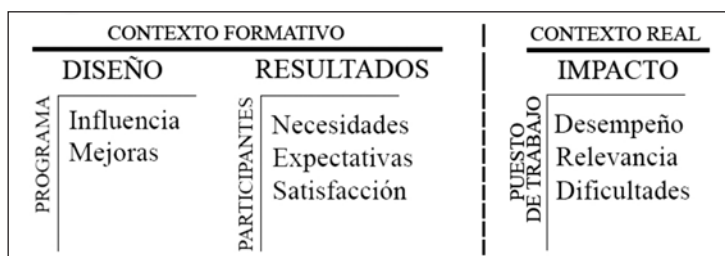 CONTEXTO FORMATIVO
DISEÑO
PROGRAMA
Influencia
Mejoras
RESULTADOS
PARTICIPANTES
Necesidades
Expectativas
Satisfacción
CONTEXTO REAL
IMPACTO
PUESTO
DE TRABAJO
Desempeño
Relevancia
Dificultades